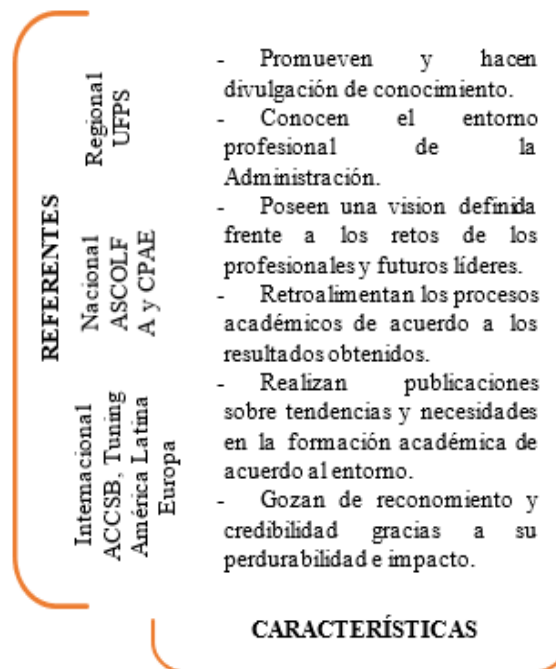 REFERENTES
Regional
UFPS
Nacional
ASCOLF
A y CPAE
Internacional
ACCSB, Tuning
América Latina
Europa
- Promueven y hacen
divulgación de conocimiento.
- Conocen el entorno
profesional de la
Administración.
- Poseen una vision definida
frente a los retos de los
profesionales y futuros líderes.
- Retroalimentan los procesos
académicos de acuerdo a los
resultados obtenidos.
- Realizan publicaciones
sobre tendencias y necesidades
en la formación académica de
acuerdo al entorno.
- Gozan de reconomiento y
credibilidad gracias a su
perdurabilidad e impacto.
CARACTERÍSTICAS